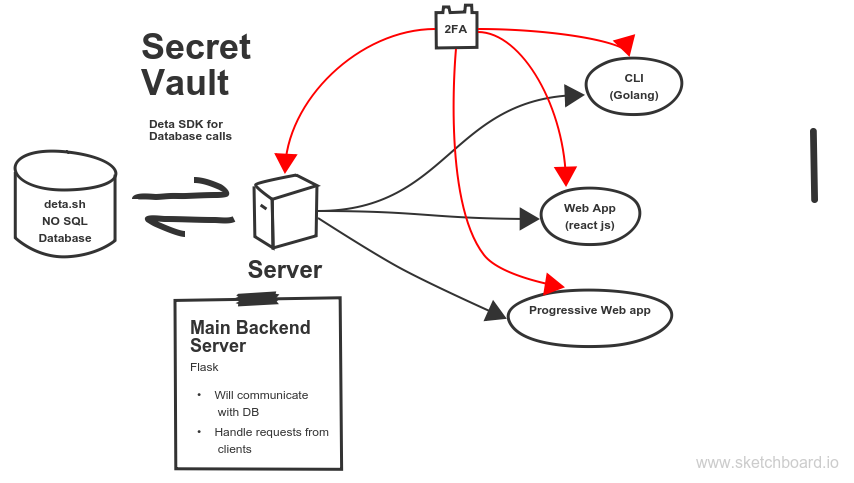 2FA
Secret
Vault
Deta SDK for
Database calls
CLI
(Golang)
deta.sh
NO SQL
Database
Web App
(react js)
Server
Progressive Web app
Main Backend
Server
Flask
• Will communicate
with DB
• Handle requests from
clients
www.sketchboard.io